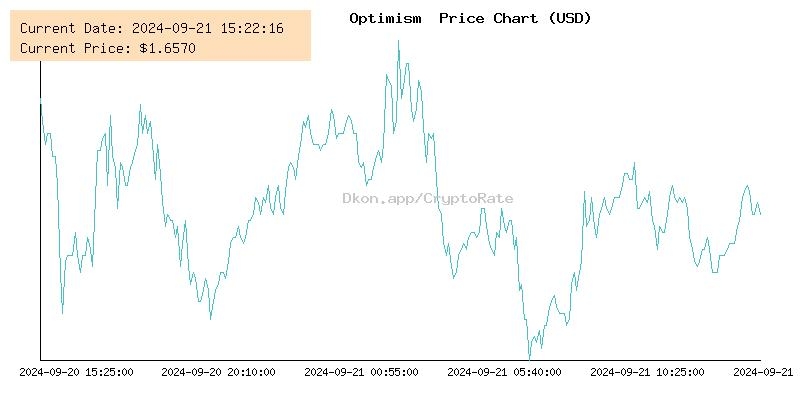 Optimism  Price Chart (USD)
Current Date: 2024-09-21 15:22:16
Current Price: $1.6570
Dkon.app/CryptoRate
2024-09-20 15:25:00 2024-09-20 20:10:00 2024-09-21 00:55:00 2024-09-21 05:40:00 2024-09-21 10:25:00 2024-09-21